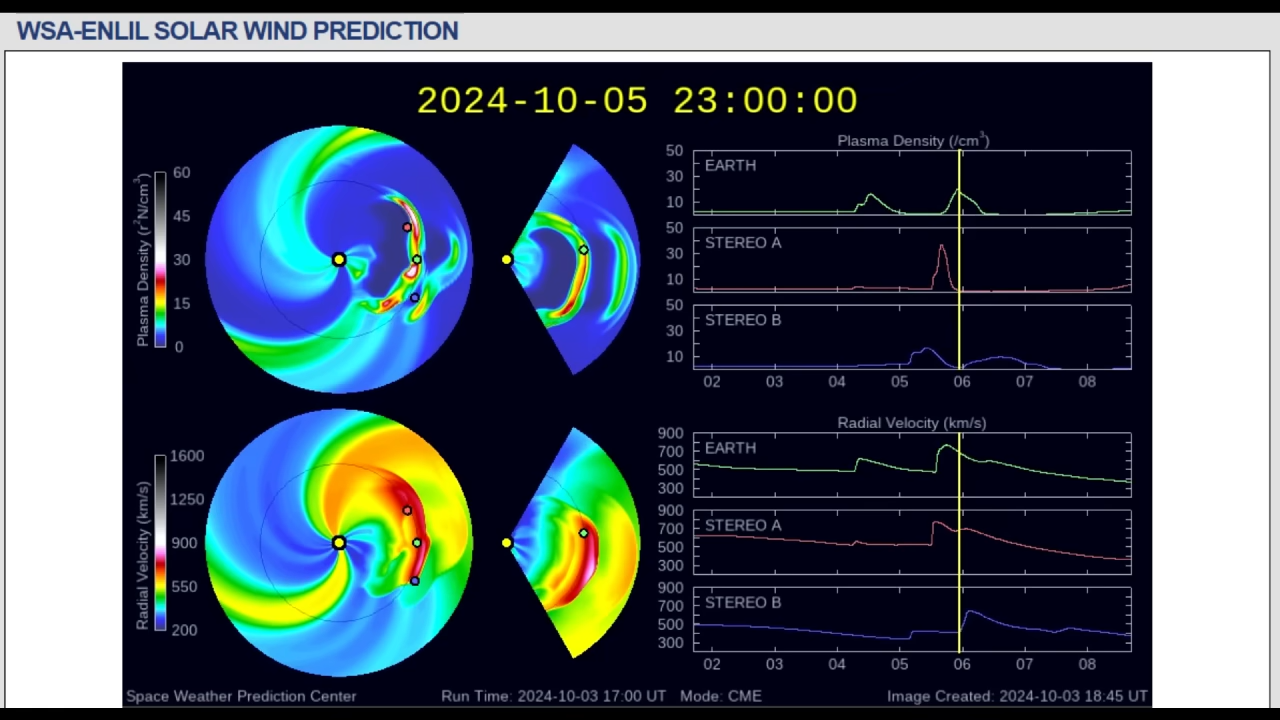 WSA-ENLIL SOLAR WIND PREDICTION
2024-10-05 23:00:00
Plasma Density (r²N/cm³)
60
45
30
15
0
Plasma Density (/cm³)
50
30
10
EARTH
50
30
10
STEREO A
50
30
10
STEREO B
02 03 04 05 06 07 08
Radial Velocity (km/s)
1600
1250
900
550
200
Radial Velocity (km/s)
900
700
500
300
EARTH
900
700
500
300
STEREO A
900
700
500
300
STEREO B
02 03 04 05 06 07 08
Space Weather Prediction Center Run Time: 2024-10-03 17:00 UT Mode: CME Image Created: 2024-10-03 18:45 UT